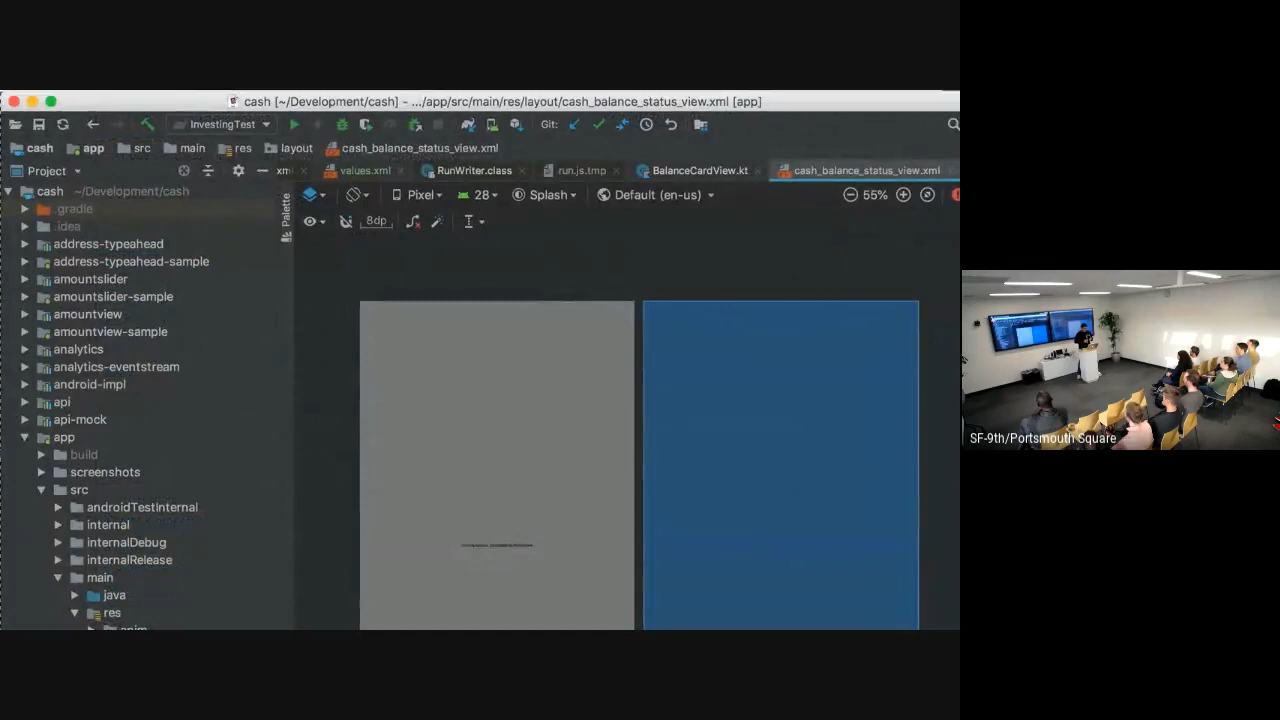 cash [~/Development/cash] - .../app/src/main/res/layout/cash_balance_status_view.xml [app]
InvestingTest
Git:
cash app src main res layout cash_balance_status_view.xml
Project
xml values.xml RunWriter.class run.js.tmp BalanceCardView.kt cash_balance_status_view.xml
cash ~/Development/cash
Palette
Pixel 28 Splash Default (en-us) 55%
.gradle
8dp
.idea
address-typeahead
address-typeahead-sample
amountslider
amountslider-sample
amountview
amountview-sample
analytics
analytics-eventstream
android-impl
api
api-mock
app
build
screenshots
src
androidTestInternal
internal
internalDebug
internalRelease
main
java
res
SF-9th/Portsmouth Square